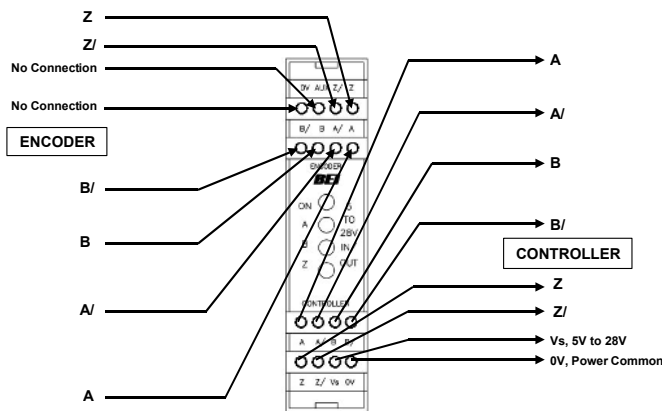 Z
Z/
No Connection
No Connection
ENCODER
B/
B
A/
A
0V AUX Z/ Z
B/ B A/ A
ENCODER
BEI
ON 5
A TO
28V
B IN
Z OUT
CONTROLLER
A A/ B B/
Z Z/ Vs 0V
A
A/
B
B/
CONTROLLER
Z
Z/
Vs, 5V to 28V
0V, Power Common